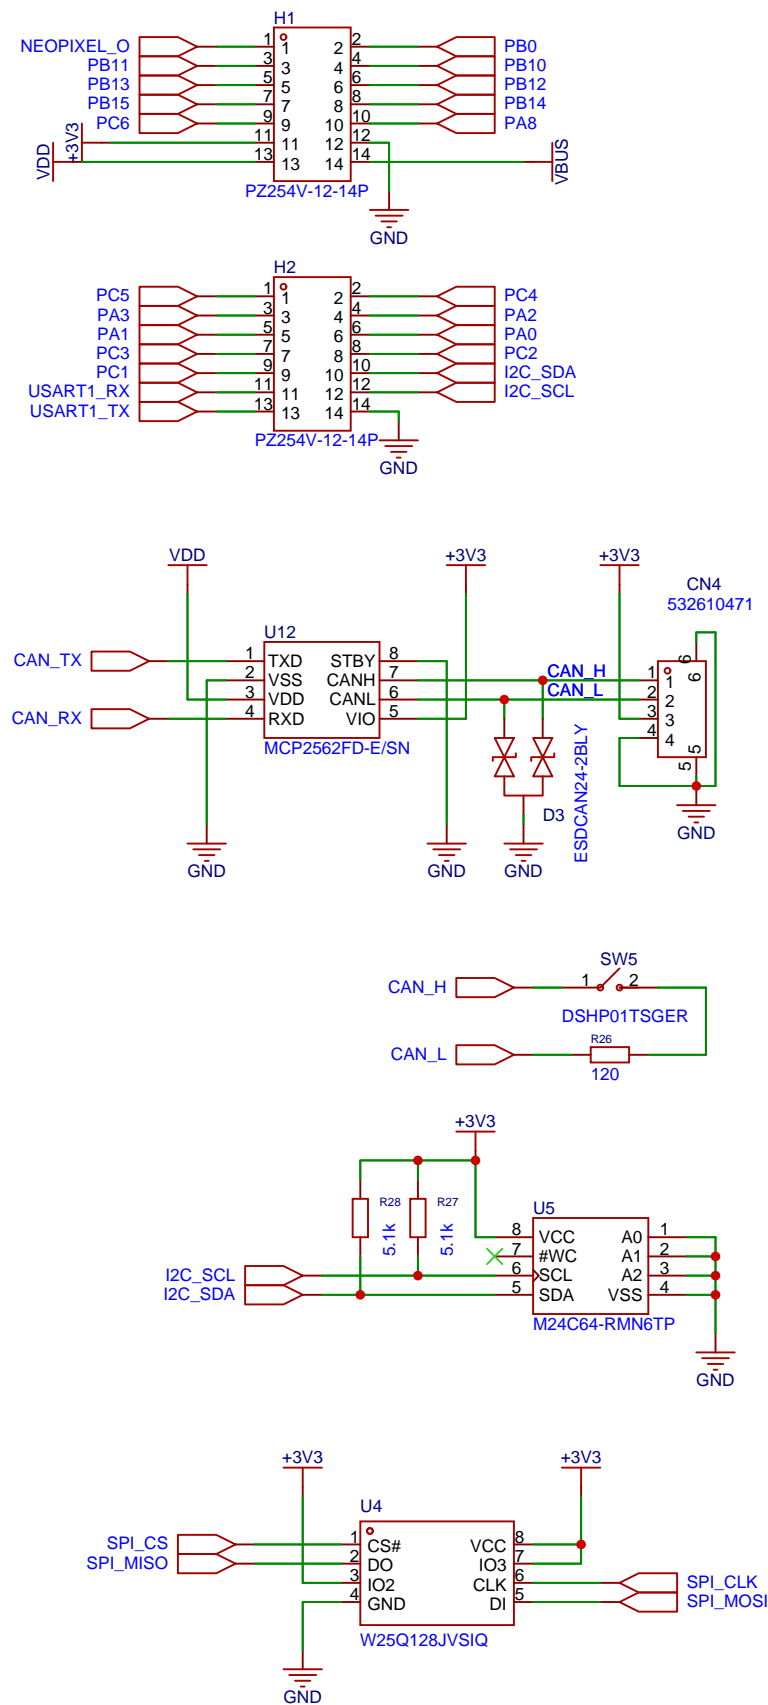 H1
NEOPIXEL_O 1 1 2 2 PB0
PB11 3 3 4 4 PB10
PB13 5 5 6 6 PB12
PB15 7 7 8 8 PB14
PC6 9 9 10 10 PA8
+3V3 11 11 12 12
VDD 13 13 14 14 VBUS
PZ254V-12-14P
GND
H2
PC5 1 1 2 2 PC4
PA3 3 3 4 4 PA2
PA1 5 5 6 6 PA0
PC3 7 7 8 8 PC2
PC1 9 9 10 10 I2C_SDA
USART1_RX 11 11 12 12 I2C_SCL
USART1_TX 13 13 14 14
PZ254V-12-14P
GND
VDD +3V3 +3V3
CN4
532610471
U12
CAN_TX 1 TXD STBY 8
2 VSS CANH 7 CAN_H 1 1 6 6
3 VDD CANL 6 CAN_L 2 2
CAN_RX 4 RXD VIO 5 3 3
4 4 5 5
MCP2562FD-E/SN
D3
ESDCAN24-2BLY
GND GND GND GND
SW5
CAN_H 1 2
DSHP01TSGER
R26
CAN_L
120
+3V3
R28 R27 U5
5.1k 5.1k
8 VCC A0 1
7 #WC A1 2
I2C_SCL 6 SCL A2 3
I2C_SDA 5 SDA VSS 4
M24C64-RMN6TP
GND
+3V3 +3V3
U4
SPI_CS 1 CS# VCC 8
SPI_MISO 2 DO IO3 7
3 IO2 CLK 6 SPI_CLK
4 GND DI 5 SPI_MOSI
W25Q128JVSIQ
GND